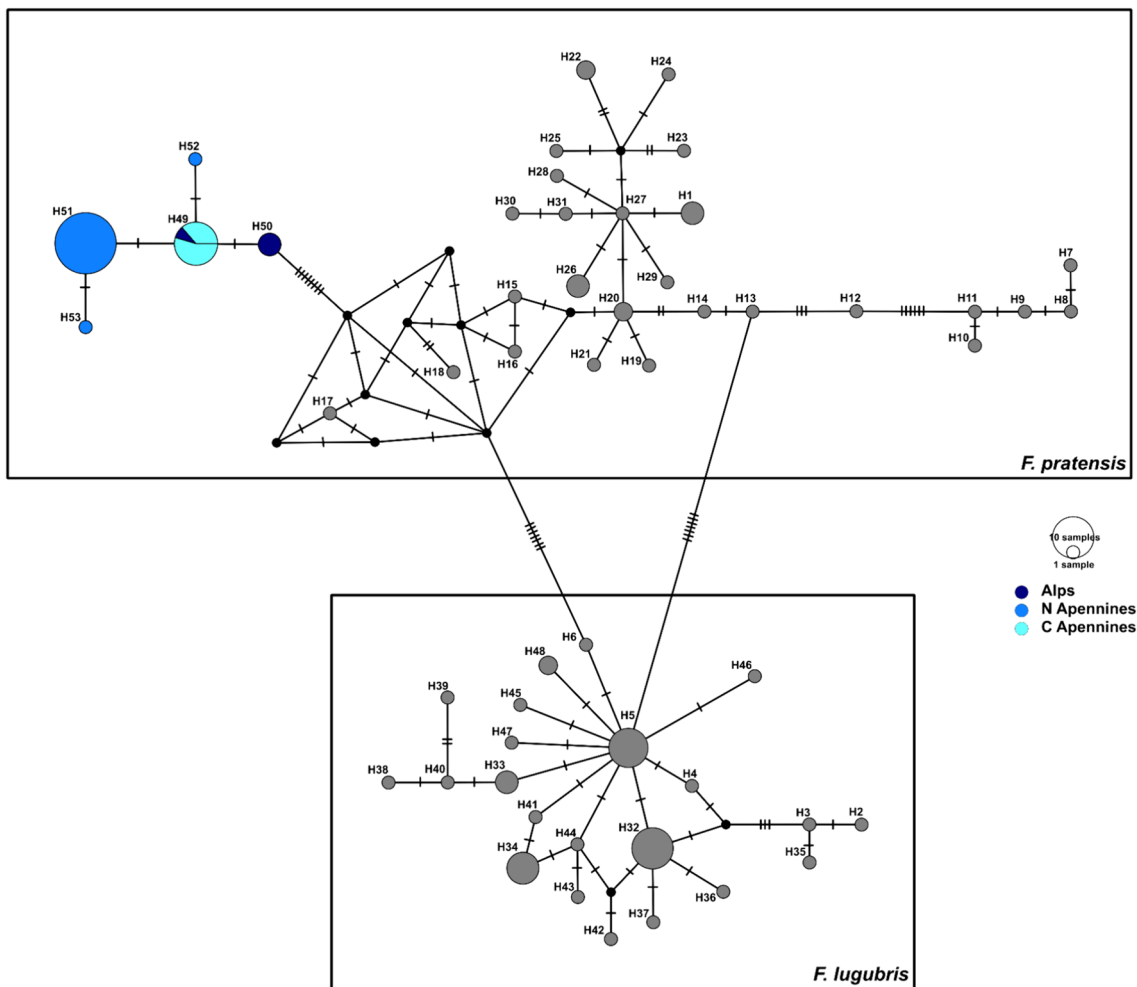 H22
H24
H25
H23
H52
H28
H51
H49
H50
H30
H31
H27
H1
H26
H29
H7
H53
H15
H20
H14
H13
H12
H11
H9
H8
H16
H21
H19
H10
H18
H17
F. pratensis
10 samples
1 sample
Alps
N Apennines
C Apennines
H6
H48
H46
H39
H45
H5
H47
H38
H40
H33
H4
H41
H32
H3
H2
H34
H44
H35
H43
H36
H37
H42
F. lugubris